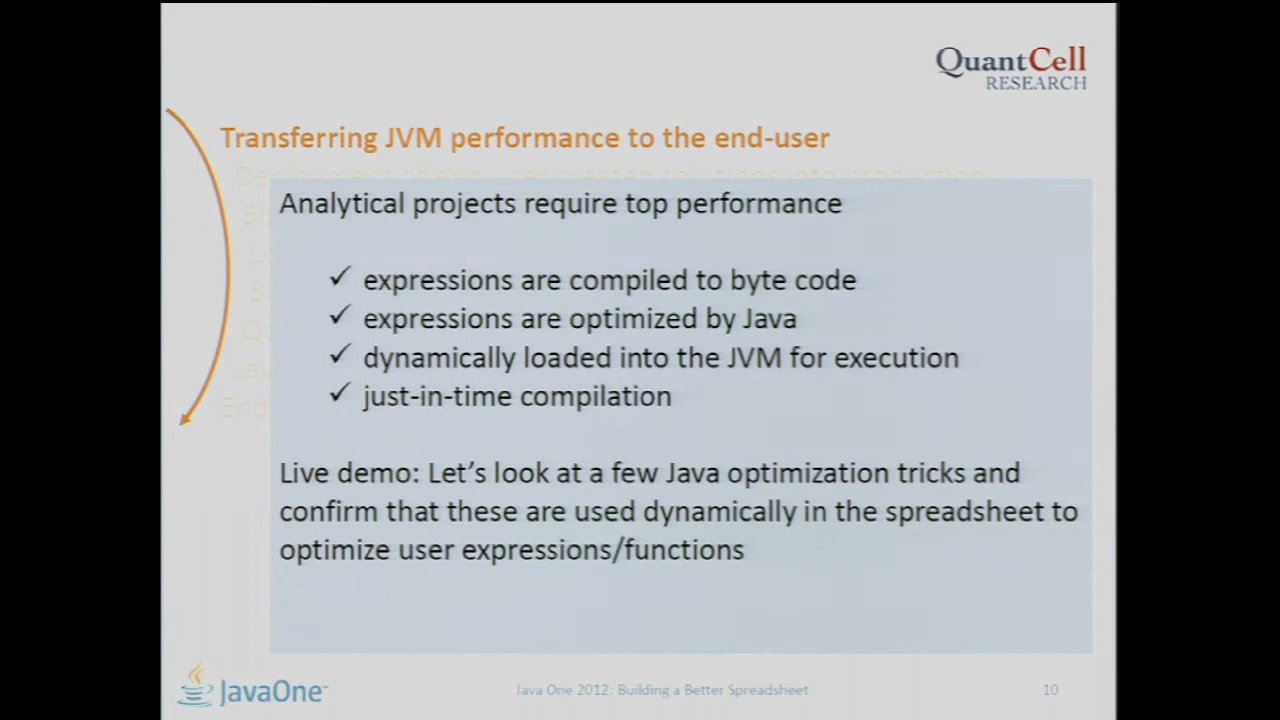 QuantCell
RESEARCH
Transferring JVM performance to the end-user
Analytical projects require top performance
✓ expressions are compiled to byte code
✓ expressions are optimized by Java
✓ dynamically loaded into the JVM for execution
✓ just-in-time compilation
Live demo: Let's look at a few Java optimization tricks and
confirm that these are used dynamically in the spreadsheet to
optimize user expressions/functions
JavaOne™
Java One 2012: Building a Better Spreadsheet
10